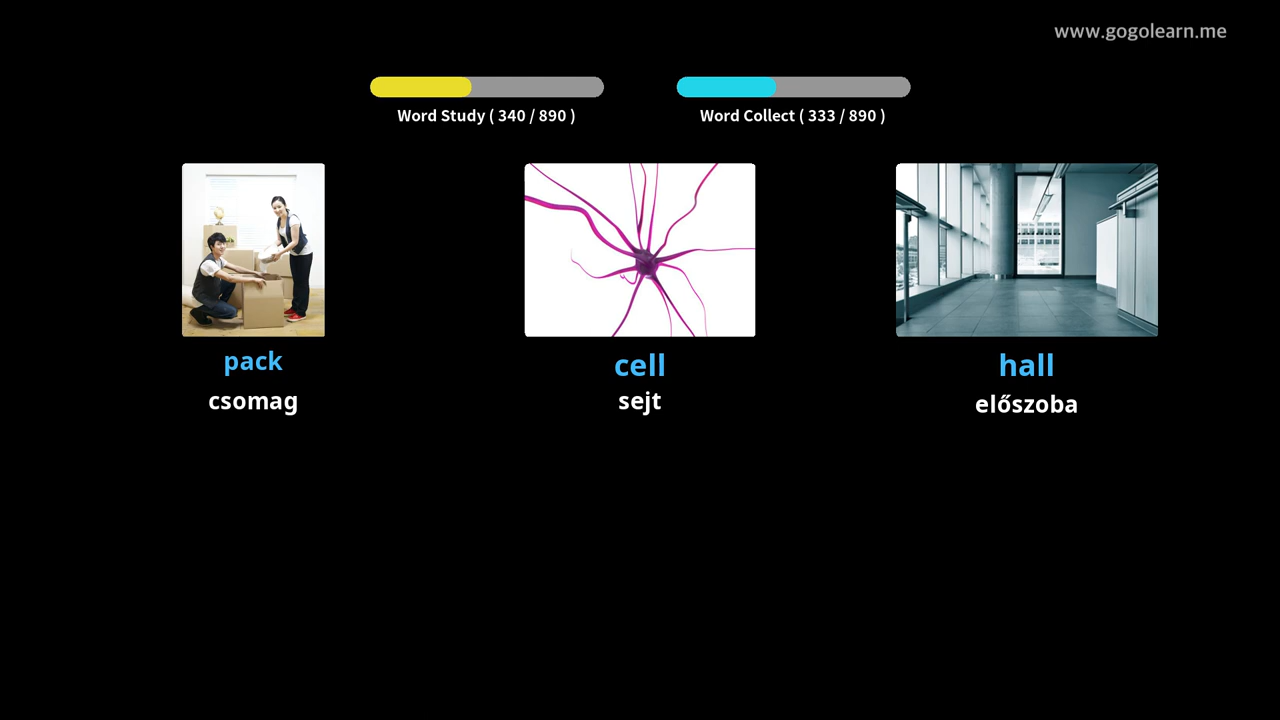 www.gogolearn.me
Word Study ( 340 / 890 )
Word Collect ( 333 / 890 )
pack
csomag
cell
sejt
hall
előszoba